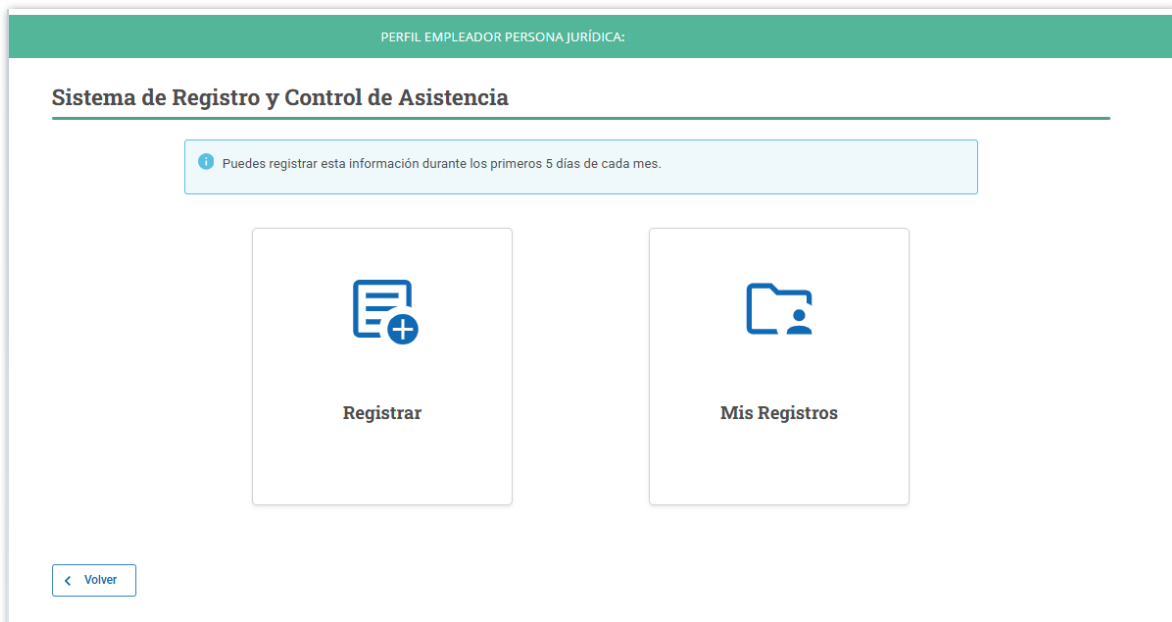 PERFIL EMPLEADOR PERSONA JURÍDICA:
Sistema de Registro y Control de Asistencia
Puedes registrar esta información durante los primeros 5 días de cada mes.
Registrar
Mis Registros
Volver